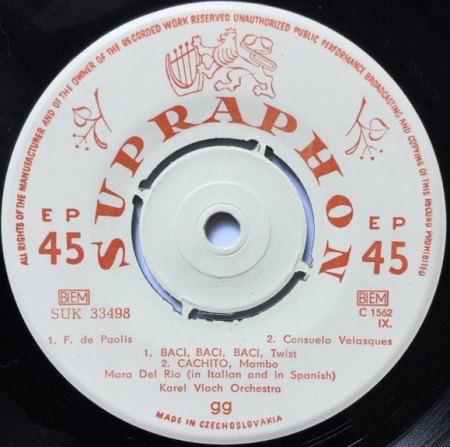 ALL RIGHTS OF THE MANUFACTURER AND OF THE OWNER OF THE RECORDED WORK RESERVED UNAUTHORIZED PUBLIC PERFORMANCE BROADCASTING AND COPYING OF THIS RECORD PROHIBITED
SUPRAPHON
EP
45
EP
45
BIEM
SUK 33498
BIEM
C 1562
IX.
1. F. de Paolis
2. Consuelo Velasques
1. BACI, BACI, BACI, Twist
2. CACHITO, Mambo
Mara Del Rio (in Italian and in Spanish)
Karel Vlach Orchestra
gg
MADE IN CZECHOSLOVAKIA